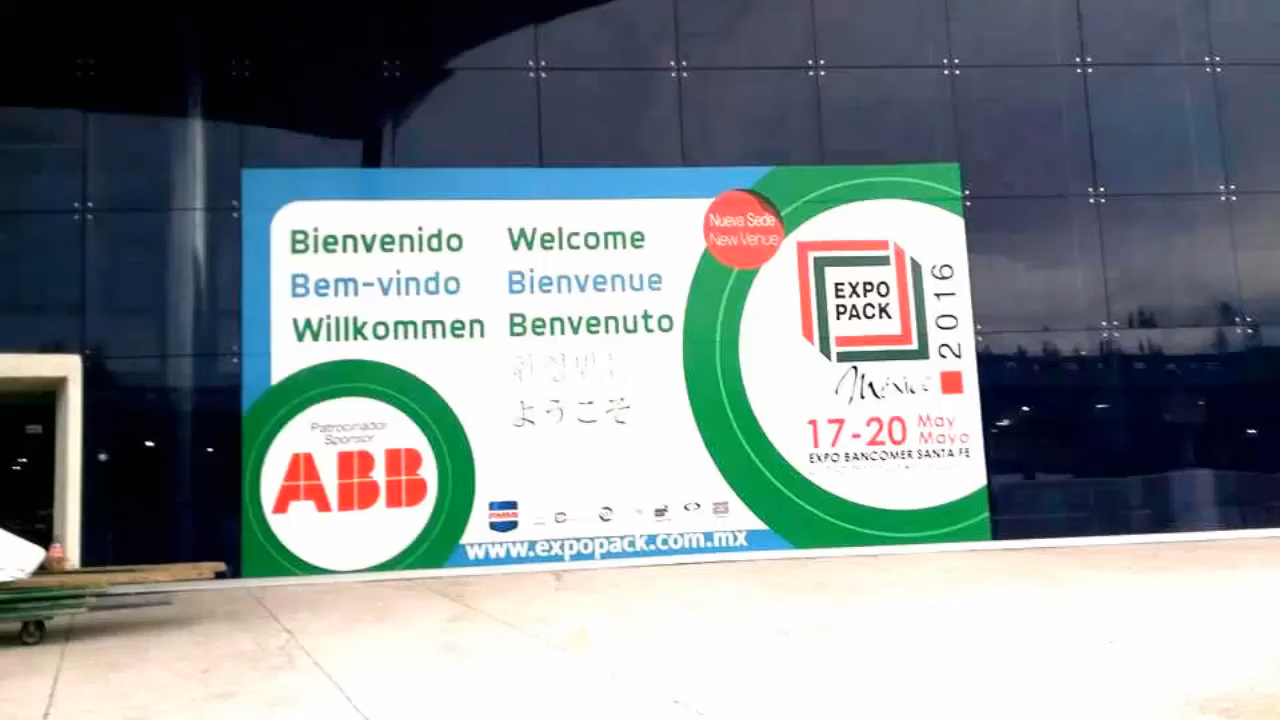 Bienvenido
Bem-vindo
Willkommen
Welcome
Bienvenue
Benvenuto
ようこそ
Patrocinador
Sponsor
ABB
www.expopack.com.mx
Nueva Sede
New Venue
EXPO
PACK
2016
México
17-20 May
Mayo
EXPO BANCOMER SANTA FE